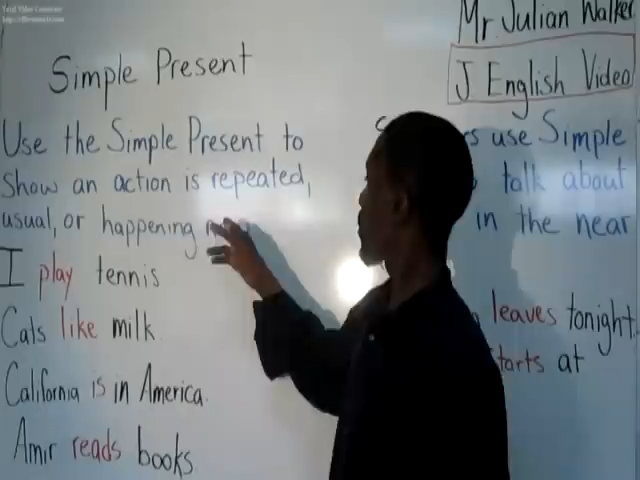 Mr. Julian Walker
J English Video
Simple Present
Use the Simple Present to
show an action is repeated,
usual, or happening
I play tennis
Cats like milk
California is in America.
Amir reads books
use Simple
talk about
in the near
leaves tonight.
at